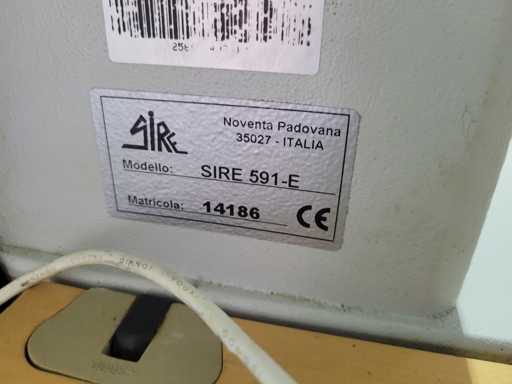 SIRE
Noventa Padovana
35027 - ITALIA
Modello: SIRE 591-E
Matricola: 14186 CE